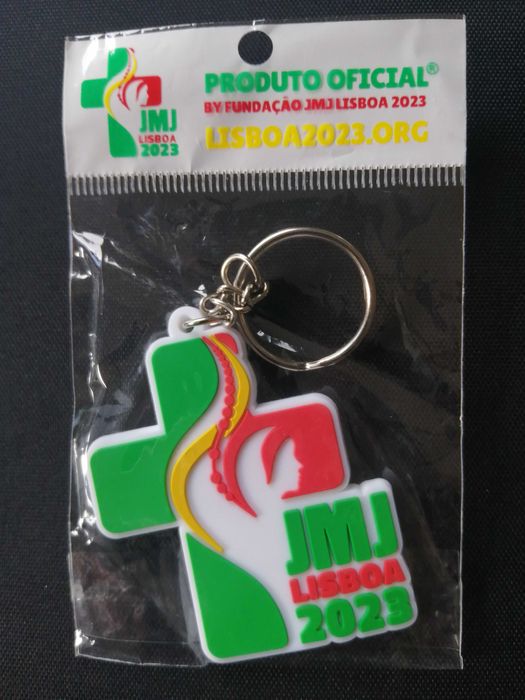 JMJ
LISBOA
2023
PRODUTO OFICIAL®
BY FUNDAÇÃO JMJ LISBOA 2023
LISBOA2023.ORG
JMJ
LISBOA
2023